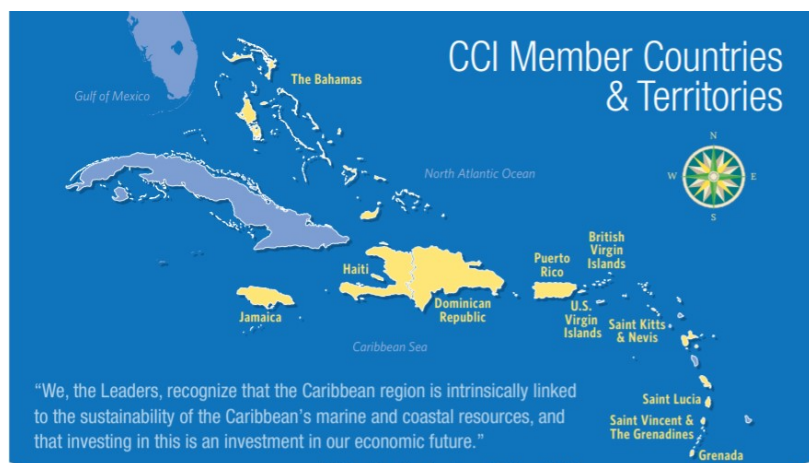 CCI Member Countries
& Territories
The Bahamas
Gulf of Mexico
North Atlantic Ocean
N
W
E
S
British
Virgin
Islands
Puerto
Rico
Haiti
Dominican
Republic
U.S.
Virgin
Islands
Jamaica
Saint Kitts
& Nevis
Caribbean Sea
"We, the Leaders, recognize that the Caribbean region is intrinsically linked
to the sustainability of the Caribbean's marine and coastal resources, and
that investing in this is an investment in our economic future."
Saint Lucia
Saint Vincent &
The Grenadines
Grenada